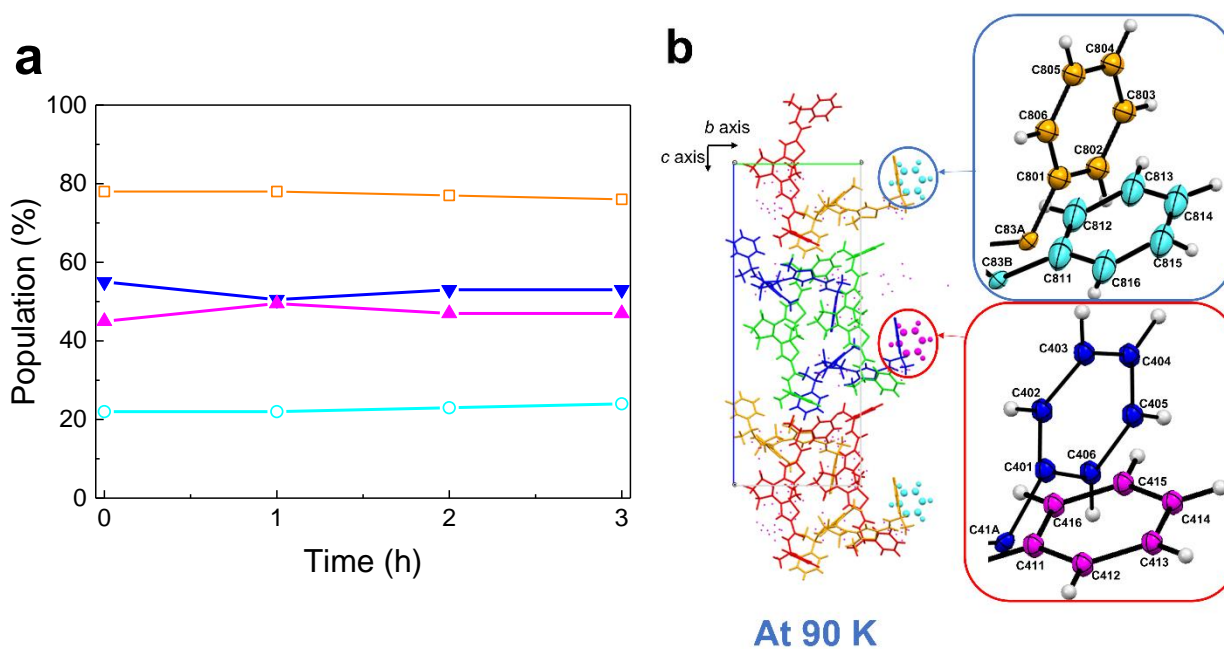 a
100
80
60
40
20
0
Population (%)
0 1 2 3
Time (h)
b
b axis
c axis
At 90 K
C804
C805
C803
C806
C802
C801
C813
C812
C814
C83A
C815
C83B
C811
C816
C403
C404
C402
C405
C401
C406
C415
C416
C414
C41A
C413
C411
C412